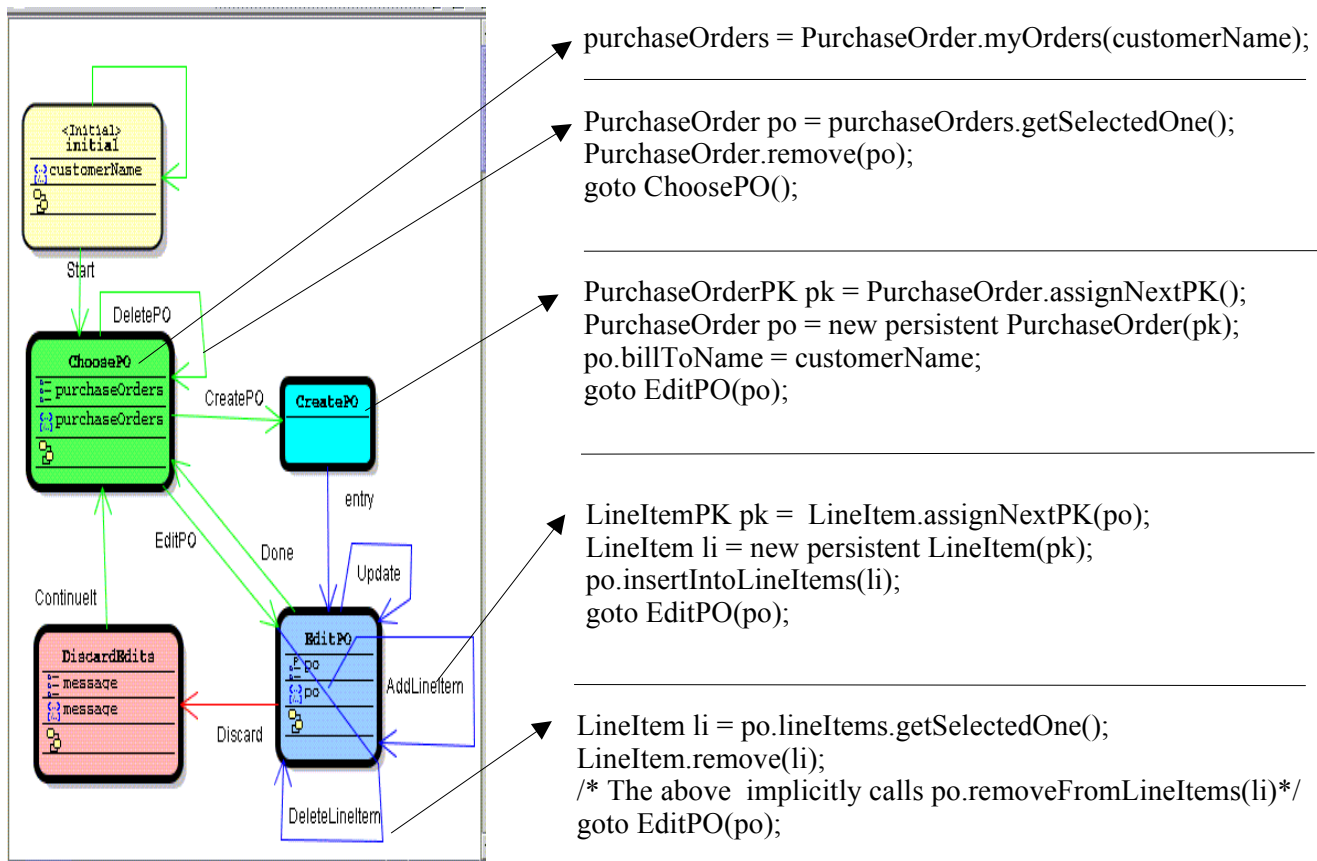 <Initial>
initial
customerName
Start
DeletePO
ChoosePO
purchaseOrders
purchaseOrders
CreatePO
CreatePO
entry
EditPO
Done
Update
ContinueIt
DiscardEdits
message
message
EditPO
po
po
AddLineItem
Discard
DeleteLineItem
purchaseOrders = PurchaseOrder.myOrders(customerName);
PurchaseOrder po = purchaseOrders.getSelectedOne();
PurchaseOrder.remove(po);
goto ChoosePO();
PurchaseOrderPK pk = PurchaseOrder.assignNextPK();
PurchaseOrder po = new persistent PurchaseOrder(pk);
po.billToName = customerName;
goto EditPO(po);
LineItemPK pk = LineItem.assignNextPK(po);
LineItem li = new persistent LineItem(pk);
po.insertIntoLineItems(li);
goto EditPO(po);
LineItem li = po.lineItems.getSelectedOne();
LineItem.remove(li);
/* The above implicitly calls po.removeFromLineItems(li)*/
goto EditPO(po);